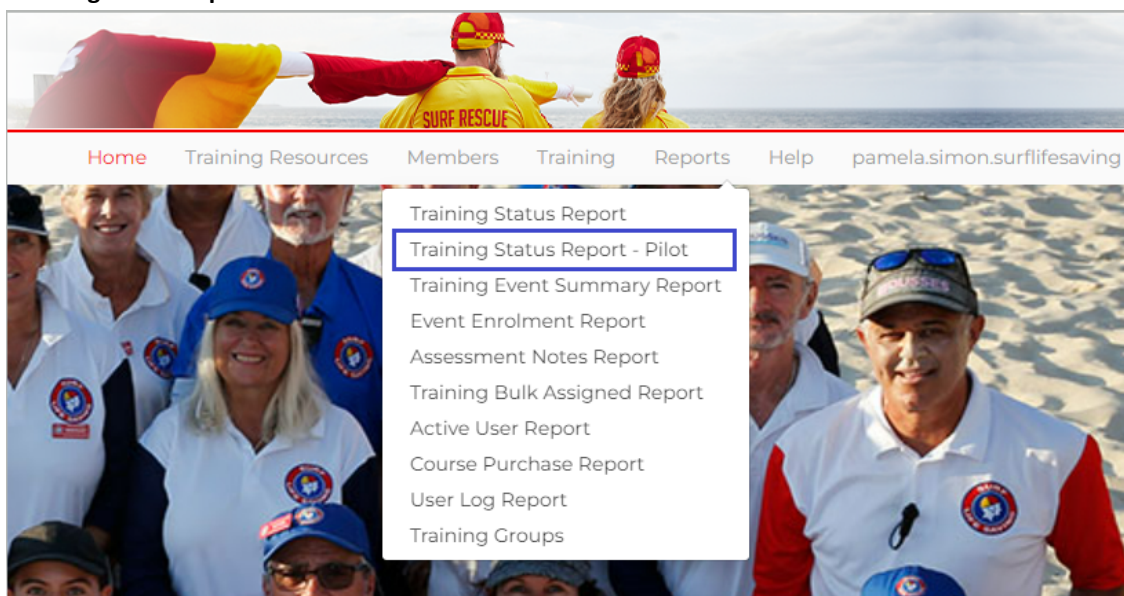 SURF RESCUE
Home Training Resources Members Training Reports Help pamela.simon.surflifesaving
Training Status Report
Training Status Report - Pilot
Training Event Summary Report
Event Enrolment Report
Assessment Notes Report
Training Bulk Assigned Report
Active User Report
Course Purchase Report
User Log Report
Training Groups